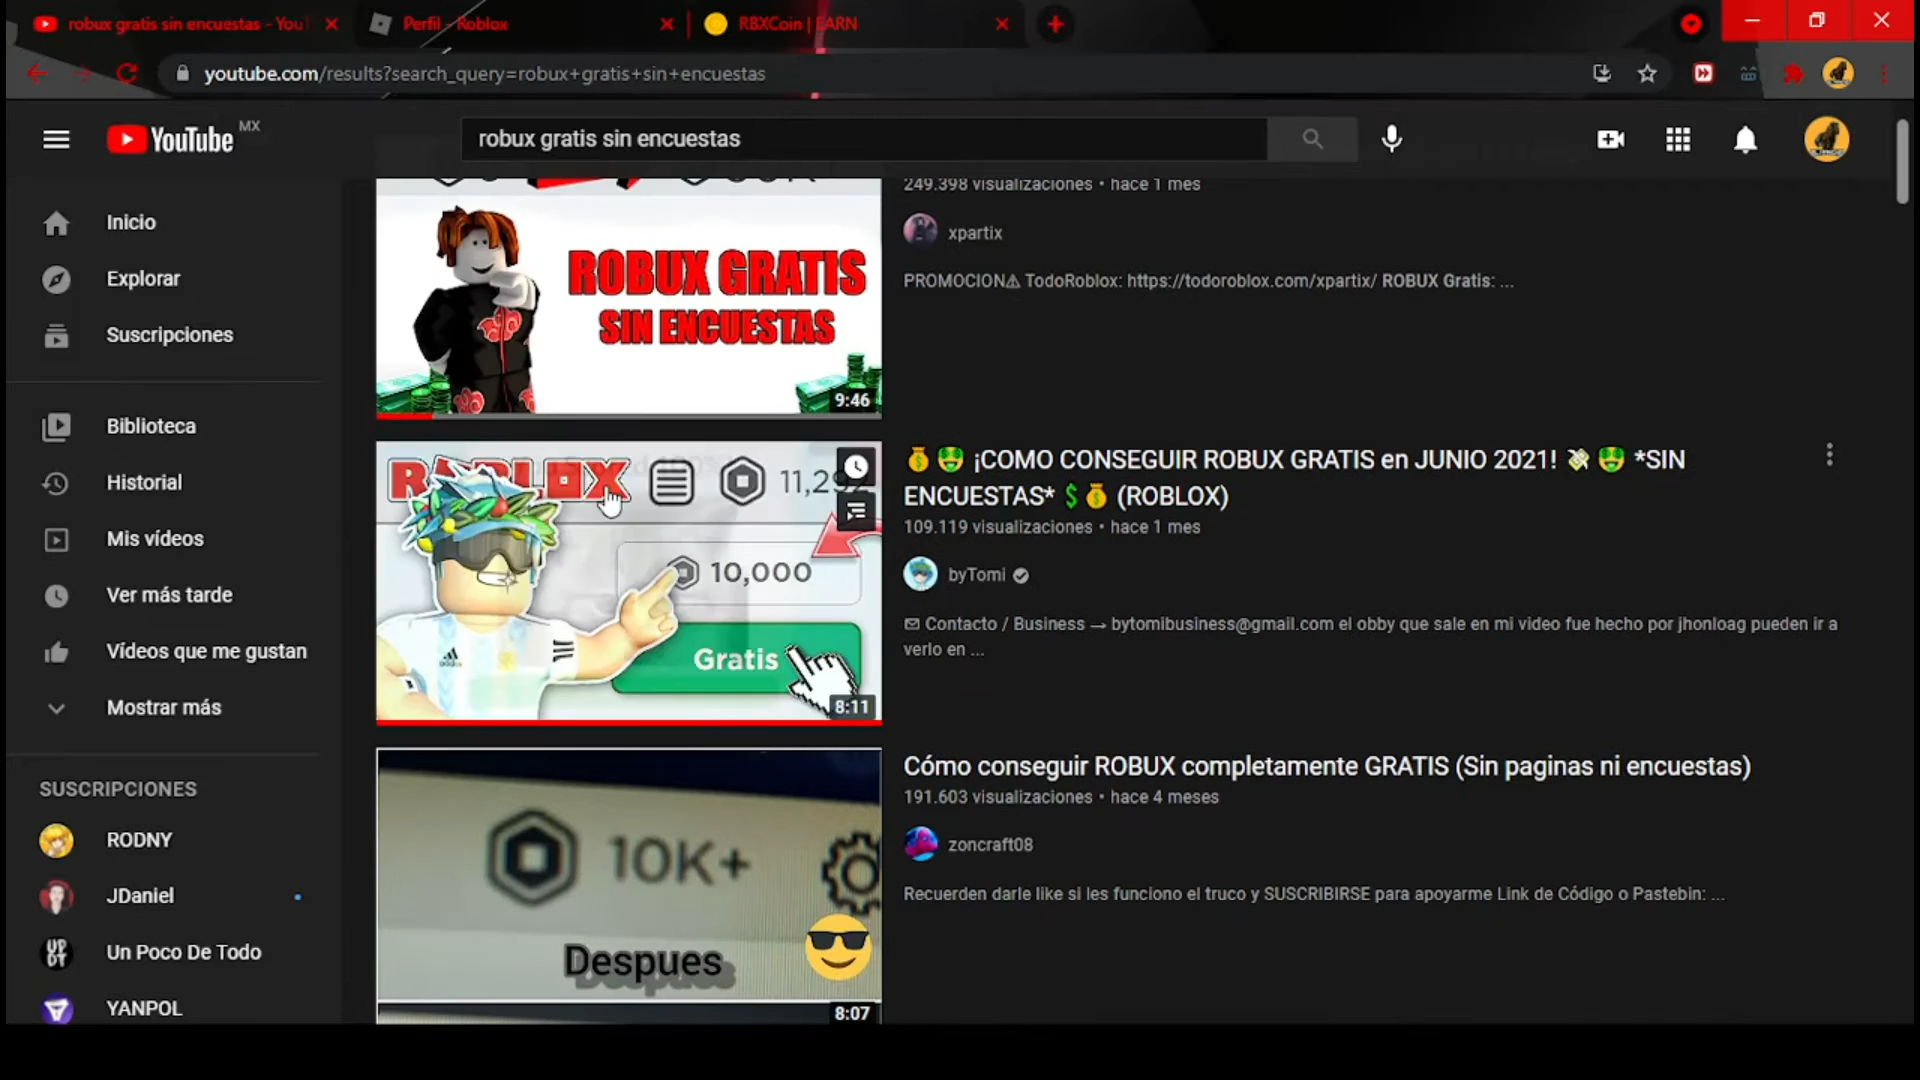 robux gratis sin encuestas - You
Perfil - Roblox
RBXCoin | EARN
youtube.com/results?search_query=robux+gratis+sin+encuestas
YouTube MX
robux gratis sin encuestas
Inicio
Explorar
Suscripciones
Biblioteca
Historial
Mis vídeos
Ver más tarde
Vídeos que me gustan
Mostrar más
SUSCRIPCIONES
RODNY
JDaniel
Un Poco De Todo
YANPOL
ROBUX GRATIS
SIN ENCUESTAS
9:46
249.398 visualizaciones • hace 1 mes
xpartix
PROMOCION⚠ TodoRoblox: https://todoroblox.com/xpartix/ ROBUX Gratis: ...
ROBLOX
11,292
10,000
adidas
Gratis
8:11
💰🤑 ¡COMO CONSEGUIR ROBUX GRATIS en JUNIO 2021! 💸🤑 *SIN
ENCUESTAS* 💲💰 (ROBLOX)
109.119 visualizaciones • hace 1 mes
byTomi
✉ Contacto / Business → bytomibusiness@gmail.com el obby que sale en mi video fue hecho por jhonloag pueden ir a
verlo en ...
10K+
Despues
8:07
Cómo conseguir ROBUX completamente GRATIS (Sin paginas ni encuestas)
191.603 visualizaciones • hace 4 meses
zoncraft08
Recuerden darle like si les funciono el truco y SUSCRIBIRSE para apoyarme Link de Código o Pastebin: ...